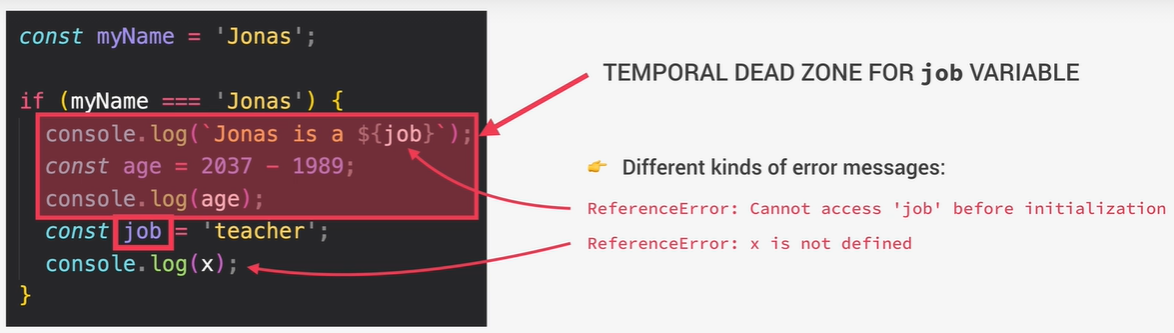 const myName = 'Jonas';
if (myName === 'Jonas') {
console.log(`Jonas is a ${job}`);
const age = 2037 - 1989;
console.log(age);
const job = 'teacher';
console.log(x);
}
TEMPORAL DEAD ZONE FOR job VARIABLE
👉 Different kinds of error messages:
ReferenceError: Cannot access 'job' before initialization
ReferenceError: x is not defined